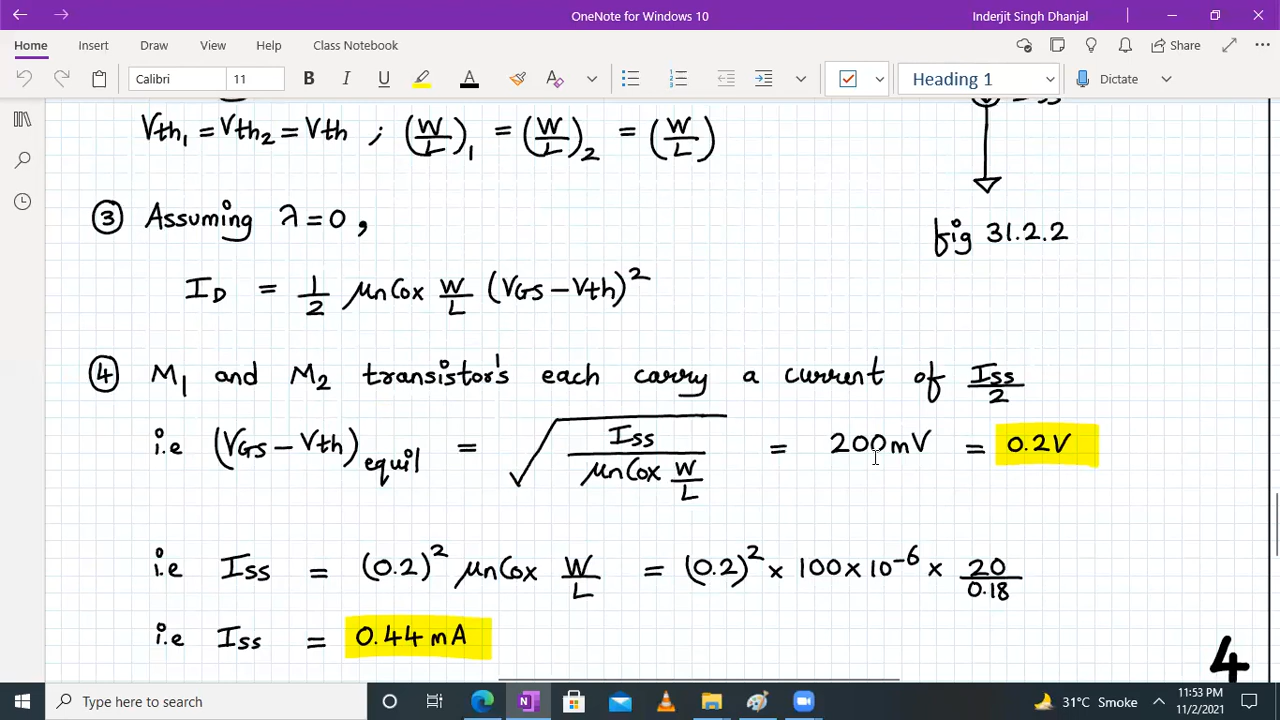 OneNote for Windows 10
Inderjit Singh Dhanjal
Home Insert Draw View Help Class Notebook
Share
Calibri 11 B I U A Heading 1 Dictate
Vth₁ = Vth₂ = Vth ; (W/L)₁ = (W/L)₂ = (W/L)
③ Assuming λ = 0 ,
fig 31.2.2
I_D = 1/2 μnCox W/L (VGS − Vth)²
④ M₁ and M₂ transistor's each carry a current of Iss/2
i.e (VGS − Vth)equil = √(Iss / (μnCox W/L)) = 200mV = 0.2V
i.e Iss = (0.2)² μnCox W/L = (0.2)² × 100 × 10⁻⁶ × 20/0.18
i.e Iss = 0.44 mA
4
Type here to search
31°C Smoke
11:53 PM
11/2/2021